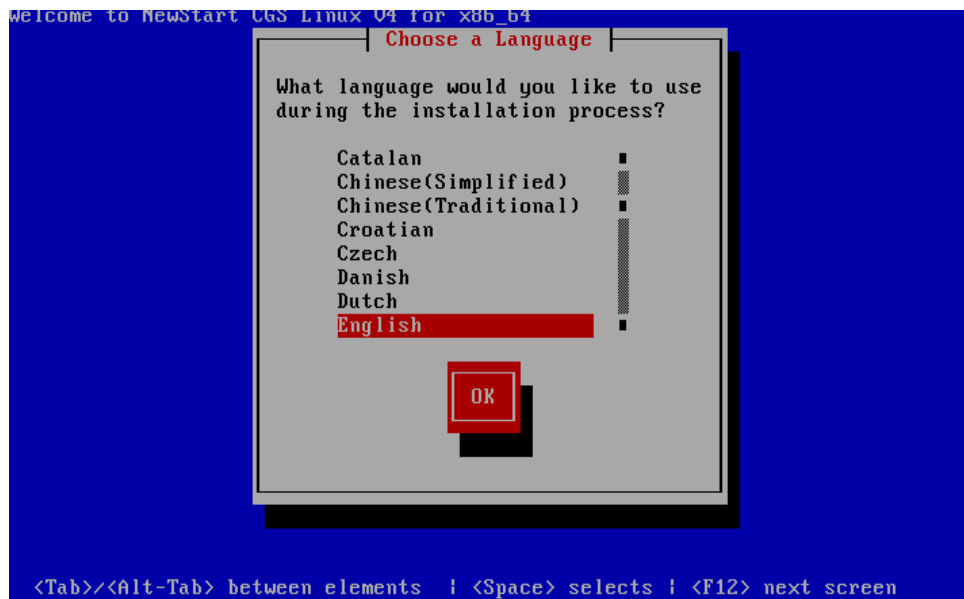 Welcome to NewStart CGS Linux V4 for x86_64
Choose a Language
What language would you like to use
during the installation process?
Catalan
Chinese(Simplified)
Chinese(Traditional)
Croatian
Czech
Danish
Dutch
English
OK
<Tab>/<Alt-Tab> between elements | <Space> selects | <F12> next screen